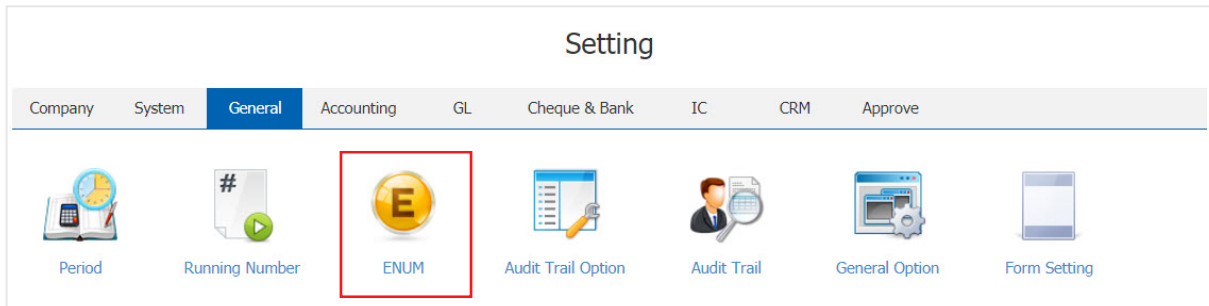 Setting
Company System General Accounting GL Cheque & Bank IC CRM Approve
#
E
Period Running Number ENUM Audit Trail Option Audit Trail General Option Form Setting